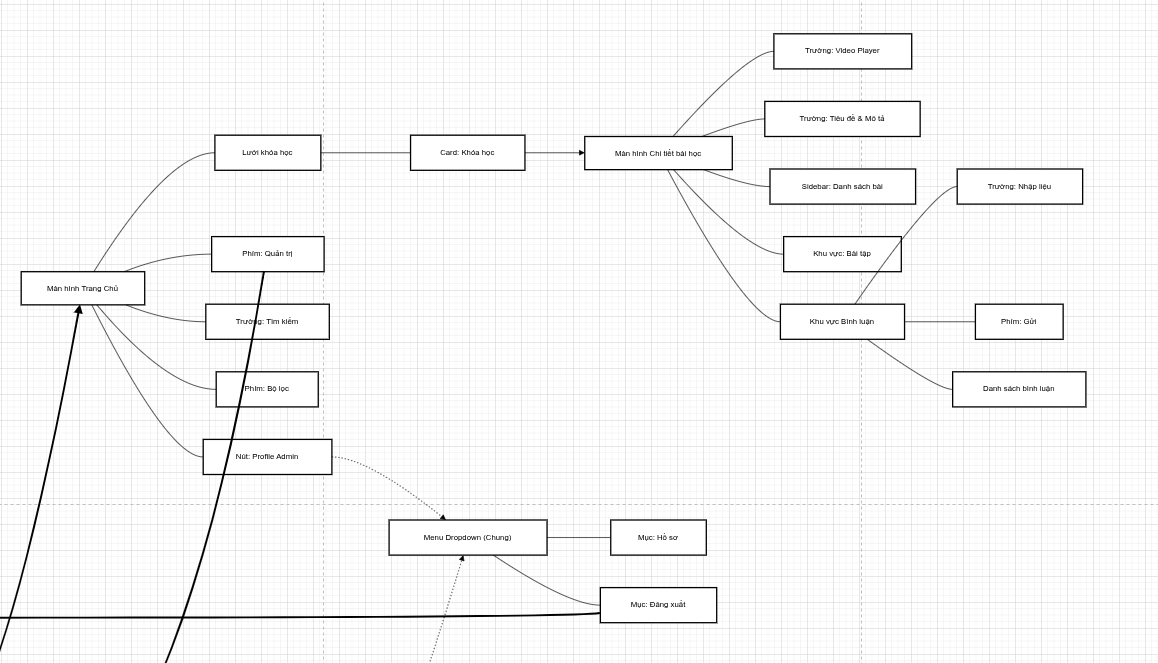 Trường: Video Player
Trường: Tiêu đề & Mô tả
Lưới khóa học
Card: Khóa học
Màn hình Chi tiết bài học
Sidebar: Danh sách bài
Trường: Nhập liệu
Phím: Quản trị
Khu vực: Bài tập
Màn hình Trang Chủ
Trường: Tìm kiếm
Khu vực Bình luận
Phím: Gửi
Phím: Bộ lọc
Danh sách bình luận
Nút: Profile Admin
Menu Dropdown (Chung)
Mục: Hồ sơ
Mục: Đăng xuất